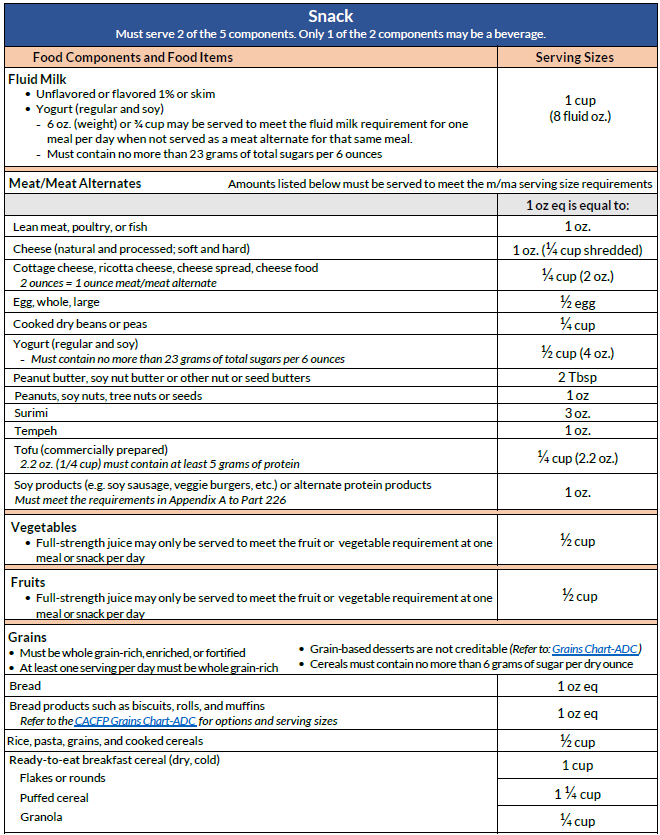 Snack
Must serve 2 of the 5 components. Only 1 of the 2 components may be a beverage.
Food Components and Food Items
Serving Sizes
Fluid Milk
• Unflavored or flavored 1% or skim
• Yogurt (regular and soy)
- 6 oz. (weight) or ¾ cup may be served to meet the fluid milk requirement for one
meal per day when not served as a meat alternate for that same meal.
- Must contain no more than 23 grams of total sugars per 6 ounces
1 cup
(8 fluid oz.)
Meat/Meat Alternates
Amounts listed below must be served to meet the m/ma serving size requirements
1 oz eq is equal to:
Lean meat, poultry, or fish
1 oz.
Cheese (natural and processed; soft and hard)
1 oz. (¼ cup shredded)
Cottage cheese, ricotta cheese, cheese spread, cheese food
2 ounces = 1 ounce meat/meat alternate
¼ cup (2 oz.)
Egg, whole, large
½ egg
Cooked dry beans or peas
¼ cup
Yogurt (regular and soy)
- Must contain no more than 23 grams of total sugars per 6 ounces
½ cup (4 oz.)
Peanut butter, soy nut butter or other nut or seed butters
2 Tbsp
Peanuts, soy nuts, tree nuts or seeds
1 oz
Surimi
3 oz.
Tempeh
1 oz.
Tofu (commercially prepared)
2.2 oz. (1/4 cup) must contain at least 5 grams of protein
¼ cup (2.2 oz.)
Soy products (e.g. soy sausage, veggie burgers, etc.) or alternate protein products
Must meet the requirements in Appendix A to Part 226
1 oz.
Vegetables
• Full-strength juice may only be served to meet the fruit or vegetable requirement at one
meal or snack per day
½ cup
Fruits
• Full-strength juice may only be served to meet the fruit or vegetable requirement at one
meal or snack per day
½ cup
Grains
• Must be whole grain-rich, enriched, or fortified
• At least one serving per day must be whole grain-rich
• Grain-based desserts are not creditable (Refer to: Grains Chart-ADC)
• Cereals must contain no more than 6 grams of sugar per dry ounce
Bread
1 oz eq
Bread products such as biscuits, rolls, and muffins
Refer to the CACFP Grains Chart-ADC for options and serving sizes
1 oz eq
Rice, pasta, grains, and cooked cereals
½ cup
Ready-to-eat breakfast cereal (dry, cold)
Flakes or rounds
1 cup
Puffed cereal
1 ¼ cup
Granola
¼ cup